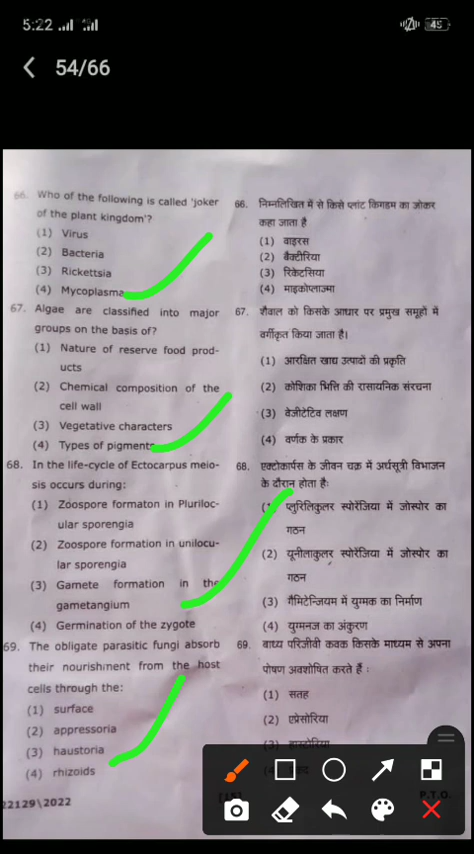 5:22
45
54/66
66. Who of the following is called 'joker
of the plant kingdom'?
(1) Virus
(2) Bacteria
(3) Rickettsia
(4) Mycoplasma
67. Algae are classified into major
groups on the basis of?
(1) Nature of reserve food prod-
ucts
(2) Chemical composition of the
cell wall
(3) Vegetative characters
(4) Types of pigments
68. In the life-cycle of Ectocarpus meio-
sis occurs during:
(1) Zoospore formaton in Pluriloc-
ular sporengia
(2) Zoospore formation in unilocu-
lar sporengia
(3) Gamete formation in the
gametangium
(4) Germination of the zygote
69. The obligate parasitic fungi absorb
their nourishment from the host
cells through the:
(1) surface
(2) appressoria
(3) haustoria
(4) rhizoids
22129\2022
66. निम्नलिखित में से किसे प्लांट किंगडम का जोकर
कहा जाता है
(1) वाइरस
(2) बैक्टीरिया
(3) रिकेटसिया
(4) माइकोप्लाज्मा
67. शैवाल को किसके आधार पर प्रमुख समूहों में
वर्गीकृत किया जाता है।
(1) आरक्षित खाद्य उत्पादों की प्रकृति
(2) कोशिका भित्ति की रासायनिक संरचना
(3) वेजीटेटिव लक्षण
(4) वर्णक के प्रकार
68. एक्टोकार्पस के जीवन चक्र में अर्धसूत्री विभाजन
के दौरान होता हैः
(1) प्लुरिलिकुलर स्पोरेंजिया में जोस्पोर का
गठन
(2) यूनीलाकुलर स्पोरेंजिया में जोस्पोर का
गठन
(3) गैमिटेन्जियम में युग्मक का निर्माण
(4) युग्मनज का अंकुरण
69. बाध्य परिजीवी कवक किसके माध्यम से अपना
पोषण अवशोषित करते हैं :
(1) सतह
(2) एप्रेसोरिया
(3) हास्टोरिया
[15]
P.T.O.